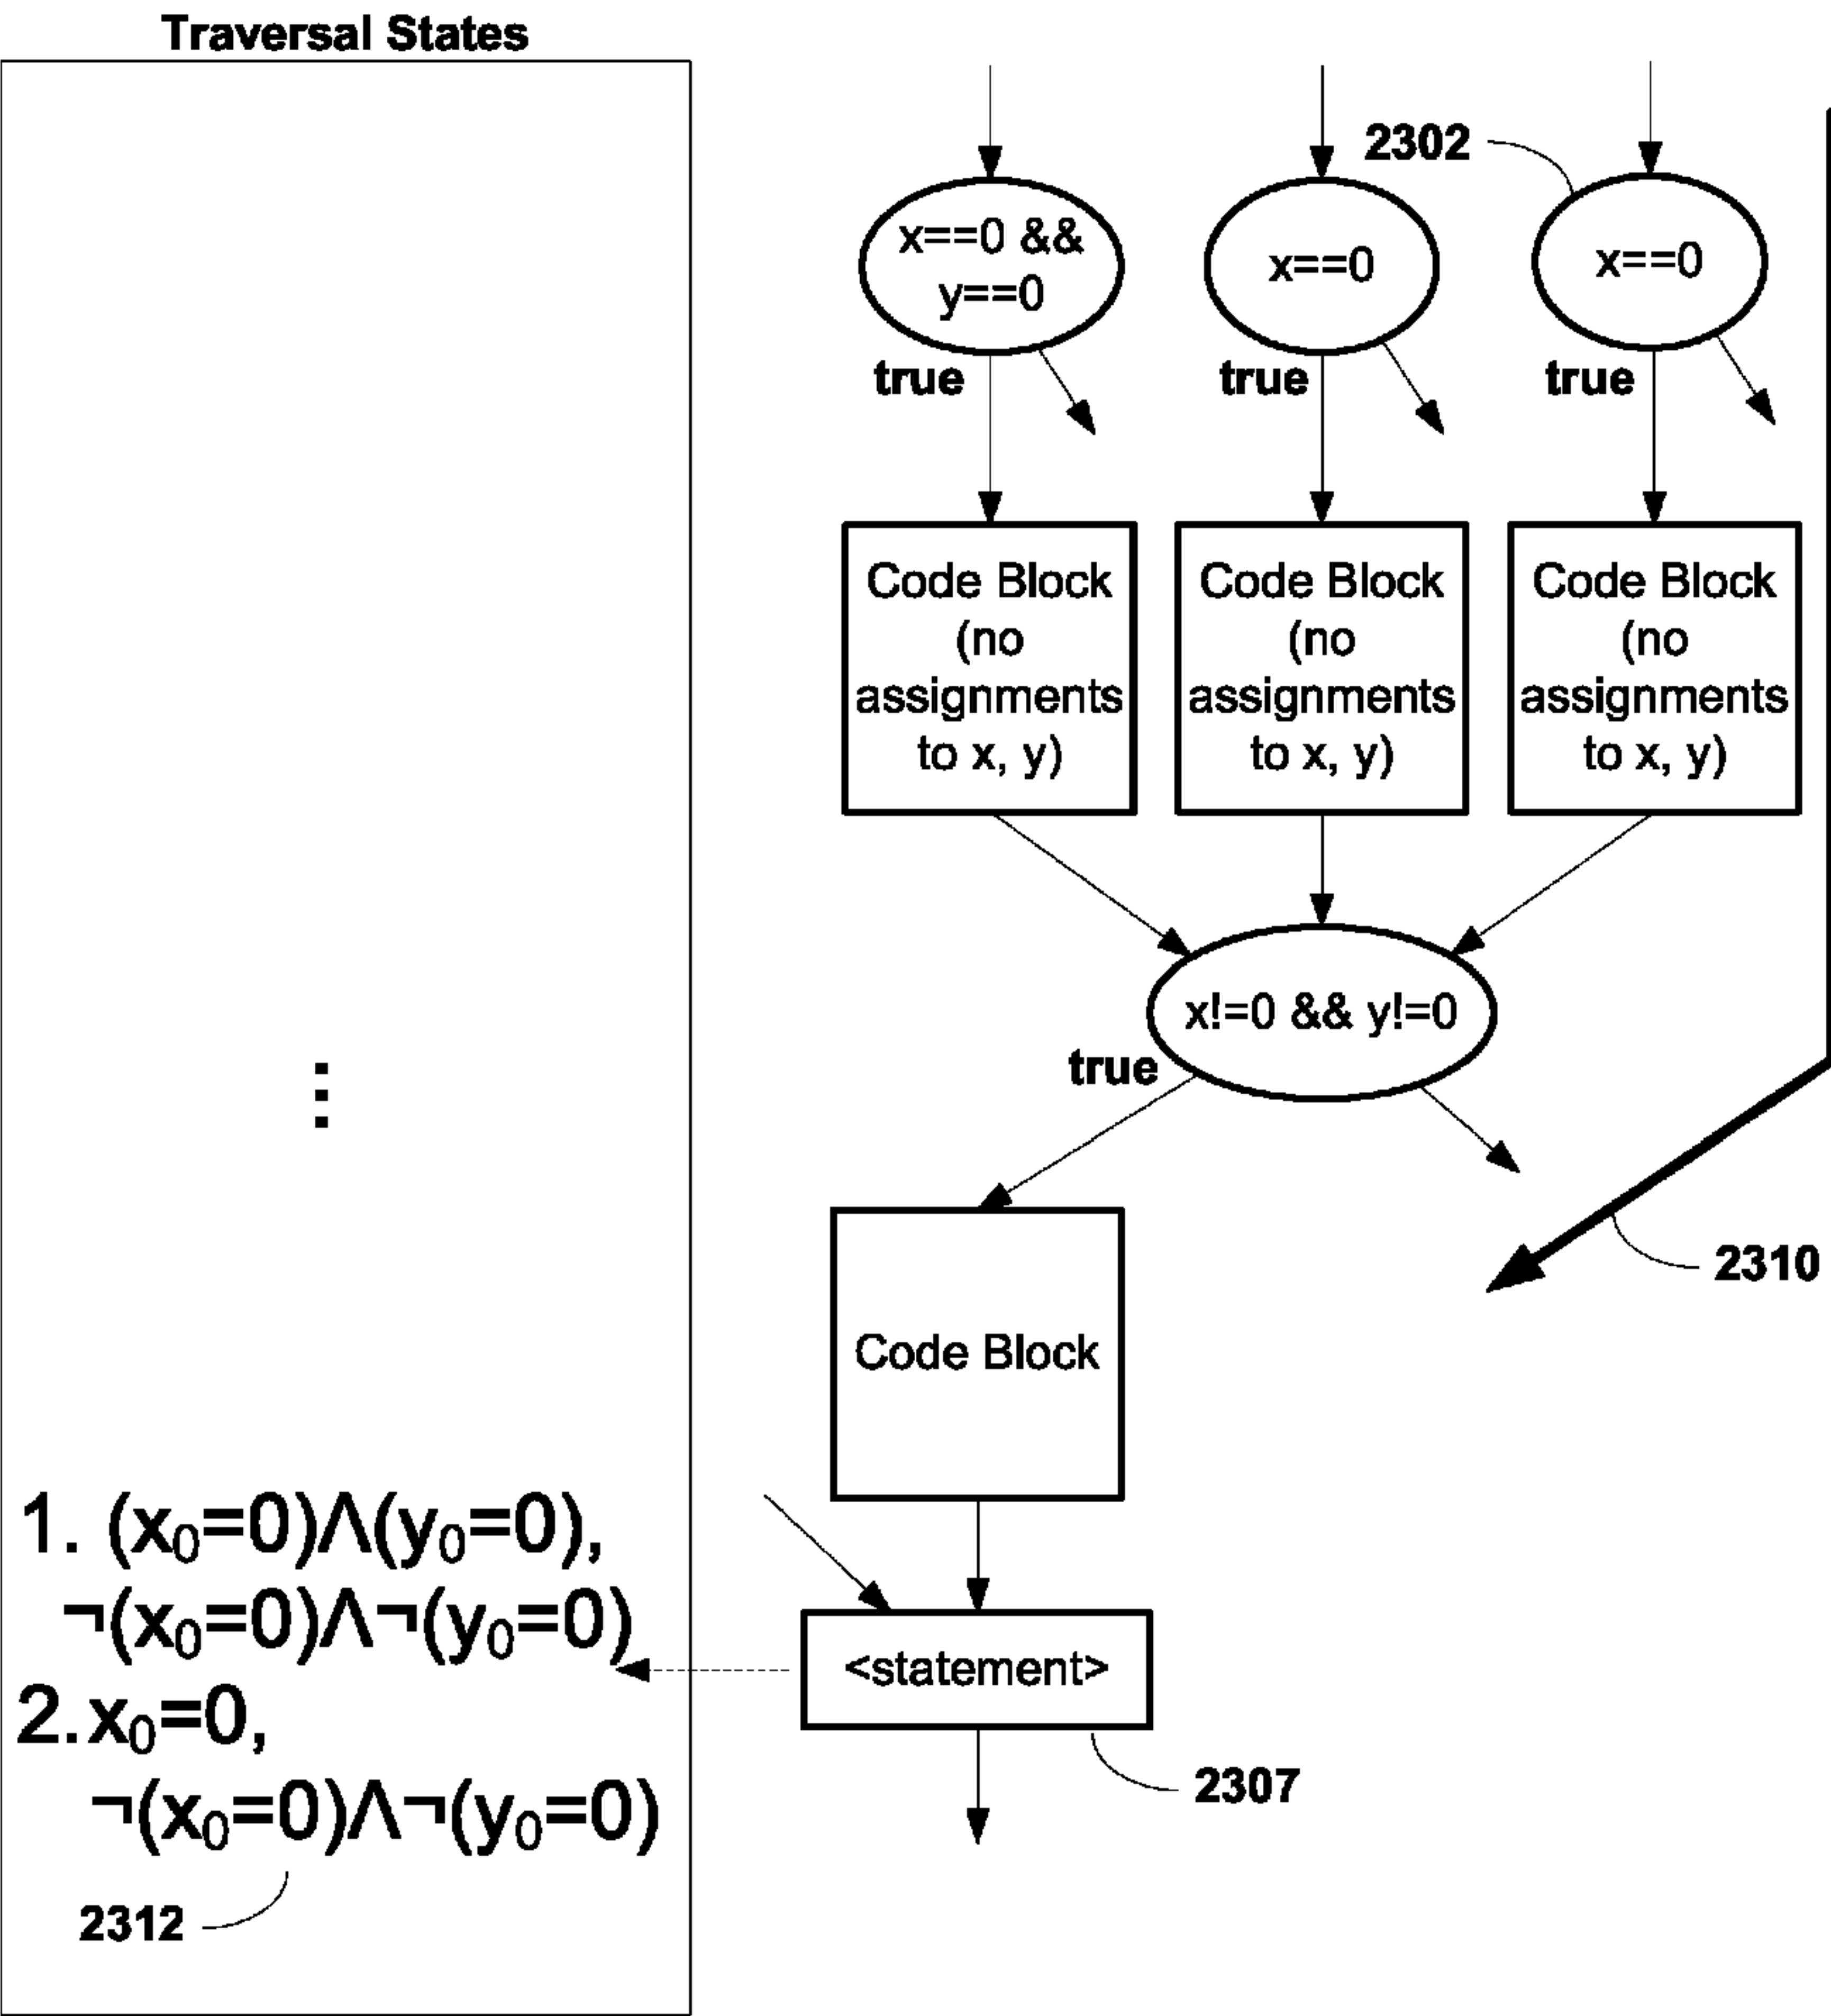 Traversal States
2302
x==0 &&
y==0
x==0
x==0
true
true
true
Code Block
(no
assignments
to x, y)
Code Block
(no
assignments
to x, y)
Code Block
(no
assignments
to x, y)
x!=0 && y!=0
true
2310
Code Block
1. (x₀=0)⋀(y₀=0),
¬(x₀=0)⋀¬(y₀=0)
<statement>
2. x₀=0,
¬(x₀=0)⋀¬(y₀=0)
2307
2312